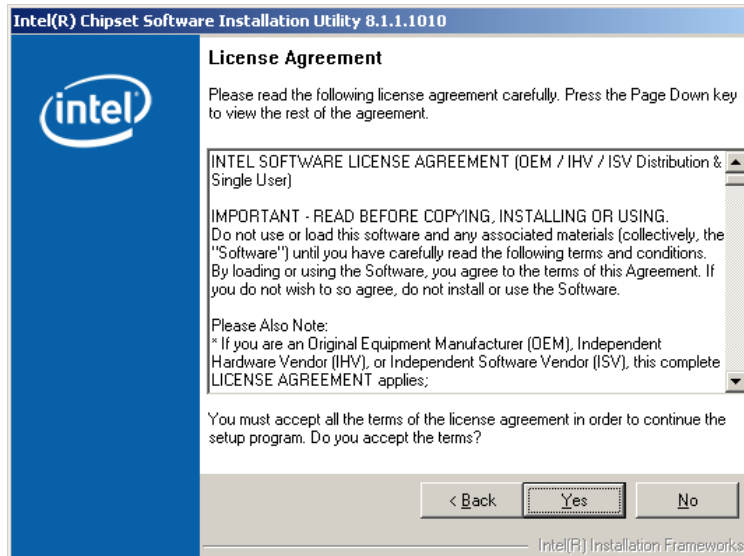 Intel(R) Chipset Software Installation Utility 8.1.1.1010
intel
License Agreement
Please read the following license agreement carefully. Press the Page Down key
to view the rest of the agreement.
INTEL SOFTWARE LICENSE AGREEMENT (OEM / IHV / ISV Distribution &
Single User)
IMPORTANT - READ BEFORE COPYING, INSTALLING OR USING.
Do not use or load this software and any associated materials (collectively, the
"Software") until you have carefully read the following terms and conditions.
By loading or using the Software, you agree to the terms of this Agreement. If
you do not wish to so agree, do not install or use the Software.
Please Also Note:
* If you are an Original Equipment Manufacturer (OEM), Independent
Hardware Vendor (IHV), or Independent Software Vendor (ISV), this complete
LICENSE AGREEMENT applies;
You must accept all the terms of the license agreement in order to continue the
setup program. Do you accept the terms?
< Back Yes No
Intel(R) Installation Frameworks